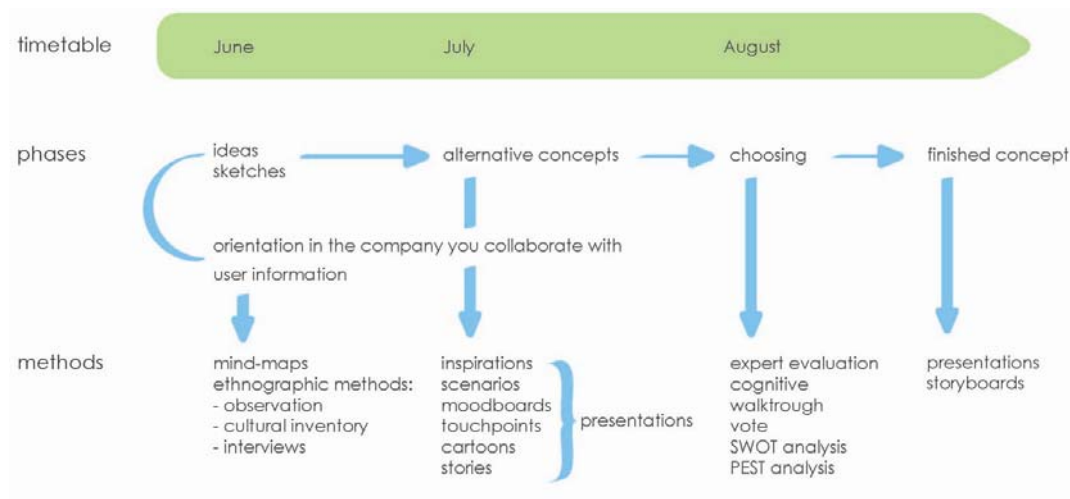 timetable June July August
phases ideas alternative concepts choosing finished concept
sketches
orientation in the company you collaborate with
user information
methods mind-maps inspirations expert evaluation presentations
ethnographic methods: scenarios cognitive storyboards
- observation moodboards walktrough
- cultural inventory touchpoints presentations vote
- interviews cartoons SWOT analysis
stories PEST analysis